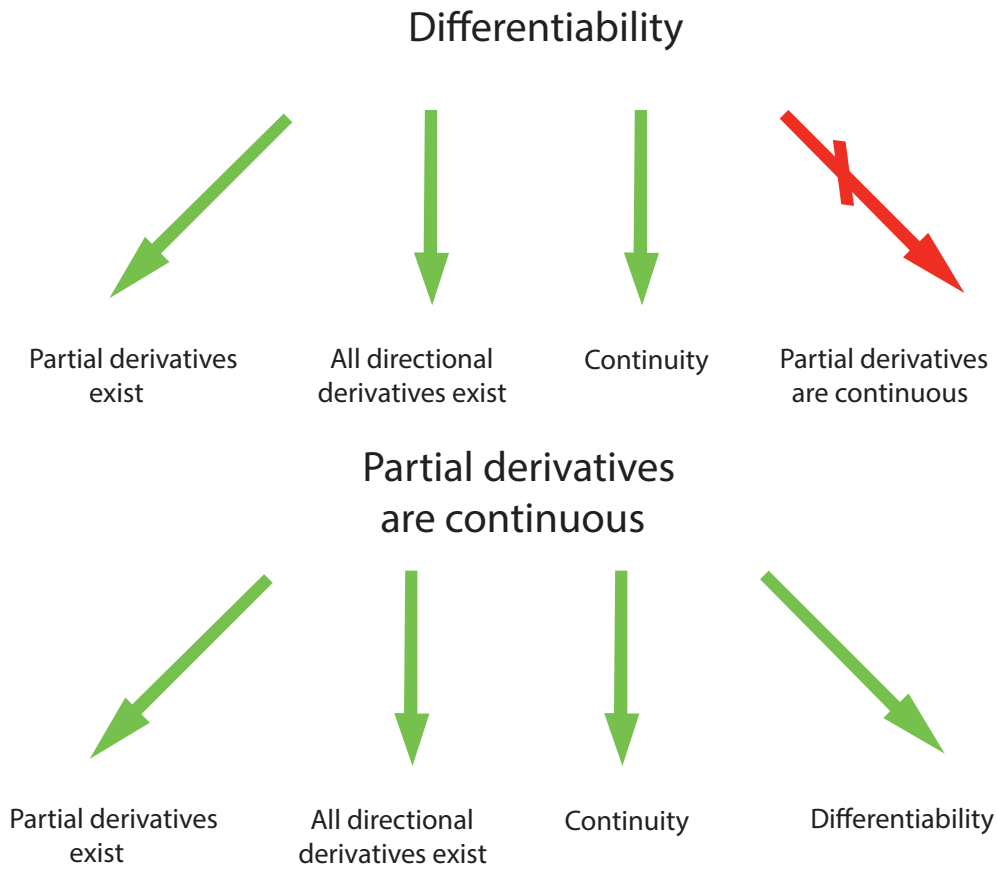 Differentiability
Partial derivatives
exist
All directional
derivatives exist
Continuity
Partial derivatives
are continuous
Partial derivatives
are continuous
Partial derivatives
exist
All directional
derivatives exist
Continuity
Differentiability